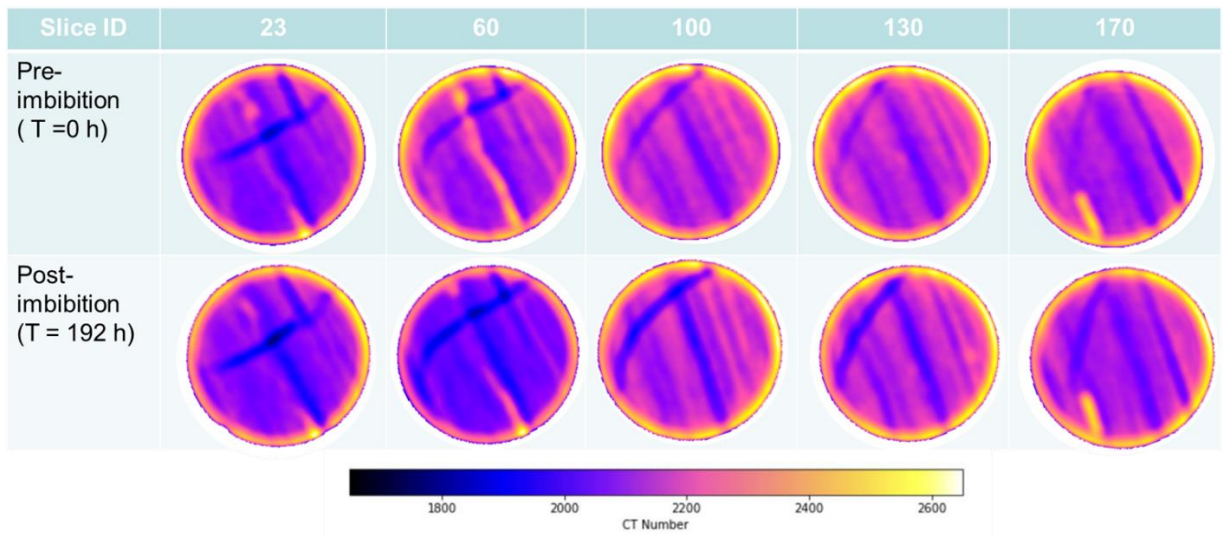 Slice ID 23 60 100 130 170
Pre-
imbibition
( T =0 h)
Post-
imbibition
(T = 192 h)
1800 2000 2200 2400 2600
CT Number